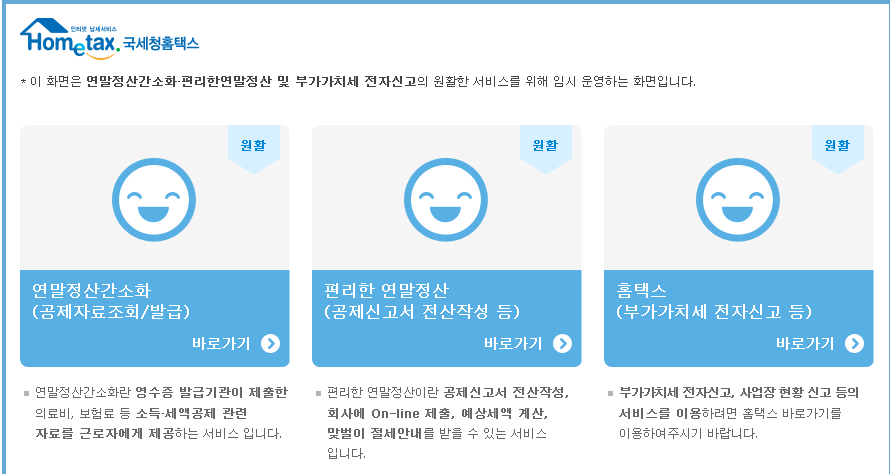 인터넷 납세서비스
Hometax. 국세청홈택스
* 이 화면은 연말정산간소화·편리한연말정산 및 부가가치세 전자신고의 원활한 서비스를 위해 임시 운영하는 화면입니다.
원활
원활
원활
연말정산간소화
(공제자료조회/발급)
바로가기
편리한 연말정산
(공제신고서 전산작성 등)
바로가기
홈택스
(부가가치세 전자신고 등)
바로가기
연말정산간소화란 영수증 발급기관이 제출한
의료비, 보험료 등 소득·세액공제 관련
자료를 근로자에게 제공하는 서비스 입니다.
편리한 연말정산이란 공제신고서 전산작성,
회사에 On-line 제출, 예상세액 계산,
맞벌이 절세안내를 받을 수 있는 서비스
입니다.
부가가치세 전자신고, 사업장 현황 신고 등의
서비스를 이용하려면 홈택스 바로가기를
이용하여주시기 바랍니다.